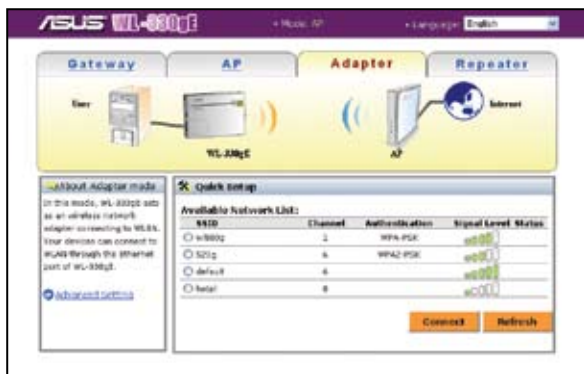 ASUS WL-330gE
Mode: AP
Language: English
Gateway AP Adapter Repeater
User
Internet
WL-330gE
AP
About Adapter mode
In this mode, WL-330gE acts
as an wireless network
adapter connecting to WLAN.
Your devices can connect to
WLAN through the ethernet
port of WL-330gE.
Advanced Setting
Quick Setup
Available Network List:
SSID Channel Authentication Signal Level Status
1 WPA-PSK
520g 6 WPA2-PSK
default 6
8
Connect Refresh